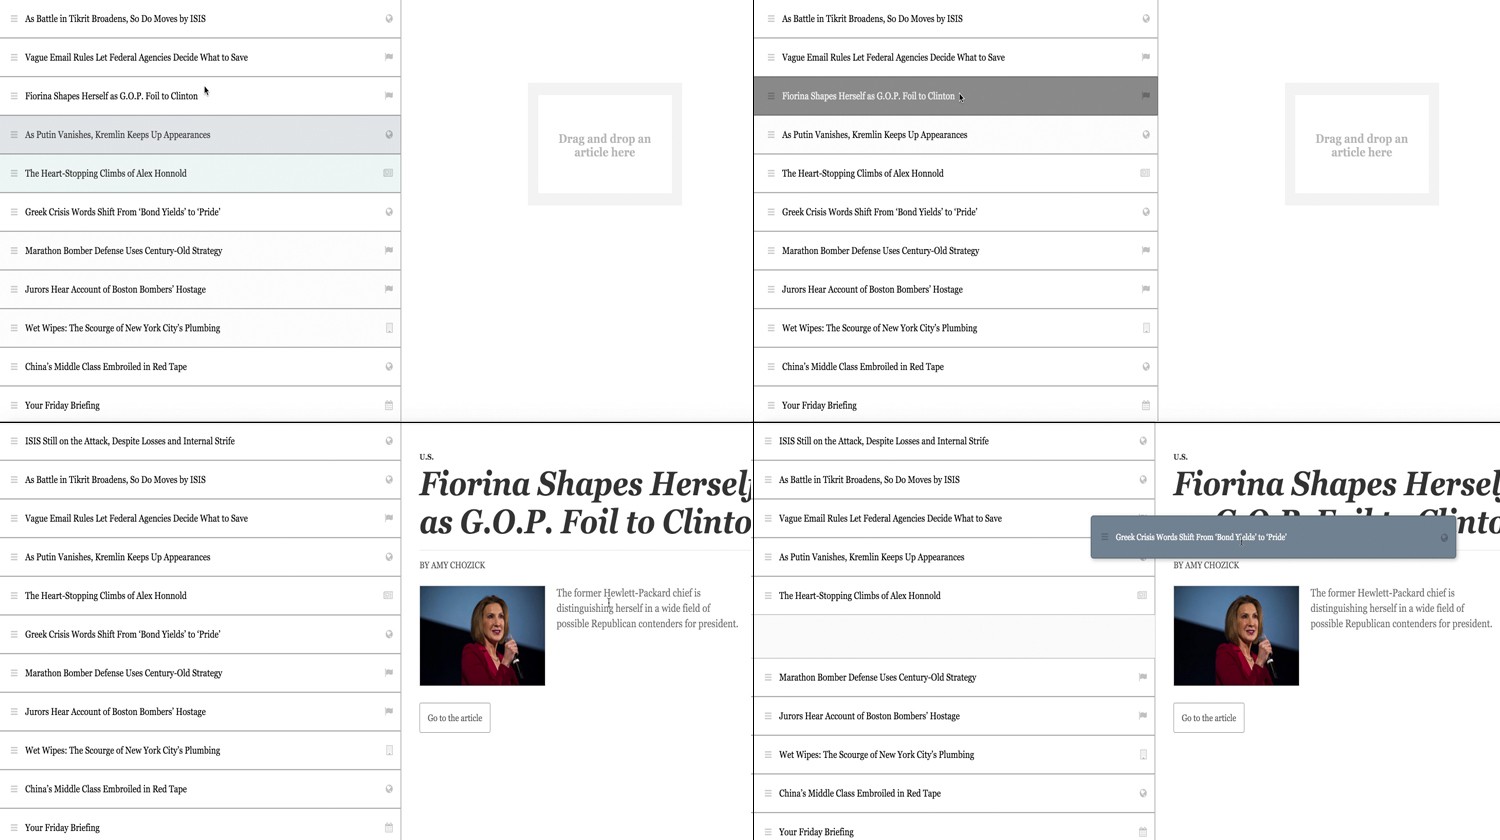 As Battle in Tikrit Broadens, So Do Moves by ISIS
Vague Email Rules Let Federal Agencies Decide What to Save
Fiorina Shapes Herself as G.O.P. Foil to Clinton
As Putin Vanishes, Kremlin Keeps Up Appearances
The Heart-Stopping Climbs of Alex Honnold
Greek Crisis Words Shift From ‘Bond Yields’ to ‘Pride’
Marathon Bomber Defense Uses Century-Old Strategy
Jurors Hear Account of Boston Bombers’ Hostage
Wet Wipes: The Scourge of New York City’s Plumbing
China’s Middle Class Embroiled in Red Tape
Your Friday Briefing
Drag and drop an
article here
As Battle in Tikrit Broadens, So Do Moves by ISIS
Vague Email Rules Let Federal Agencies Decide What to Save
Fiorina Shapes Herself as G.O.P. Foil to Clinton
As Putin Vanishes, Kremlin Keeps Up Appearances
The Heart-Stopping Climbs of Alex Honnold
Greek Crisis Words Shift From ‘Bond Yields’ to ‘Pride’
Marathon Bomber Defense Uses Century-Old Strategy
Jurors Hear Account of Boston Bombers’ Hostage
Wet Wipes: The Scourge of New York City’s Plumbing
China’s Middle Class Embroiled in Red Tape
Your Friday Briefing
Drag and drop an
article here
ISIS Still on the Attack, Despite Losses and Internal Strife
As Battle in Tikrit Broadens, So Do Moves by ISIS
Vague Email Rules Let Federal Agencies Decide What to Save
As Putin Vanishes, Kremlin Keeps Up Appearances
The Heart-Stopping Climbs of Alex Honnold
Greek Crisis Words Shift From ‘Bond Yields’ to ‘Pride’
Marathon Bomber Defense Uses Century-Old Strategy
Jurors Hear Account of Boston Bombers’ Hostage
Wet Wipes: The Scourge of New York City’s Plumbing
China’s Middle Class Embroiled in Red Tape
Your Friday Briefing
U.S.
Fiorina Shapes Hersel
as G.O.P. Foil to Clinto
BY AMY CHOZICK
The former Hewlett-Packard chief is
distinguishing herself in a wide field of
possible Republican contenders for president.
Go to the article
ISIS Still on the Attack, Despite Losses and Internal Strife
As Battle in Tikrit Broadens, So Do Moves by ISIS
Vague Email Rules Let Federal Agencies Decide What to Save
As Putin Vanishes, Kremlin Keeps Up Appearances
The Heart-Stopping Climbs of Alex Honnold
Marathon Bomber Defense Uses Century-Old Strategy
Jurors Hear Account of Boston Bombers’ Hostage
Wet Wipes: The Scourge of New York City’s Plumbing
China’s Middle Class Embroiled in Red Tape
Your Friday Briefing
U.S.
Fiorina Shapes Hersel
Greek Crisis Words Shift From ‘Bond Yields’ to ‘Pride’
BY AMY CHOZICK
The former Hewlett-Packard chief is
distinguishing herself in a wide field of
possible Republican contenders for president.
Go to the article